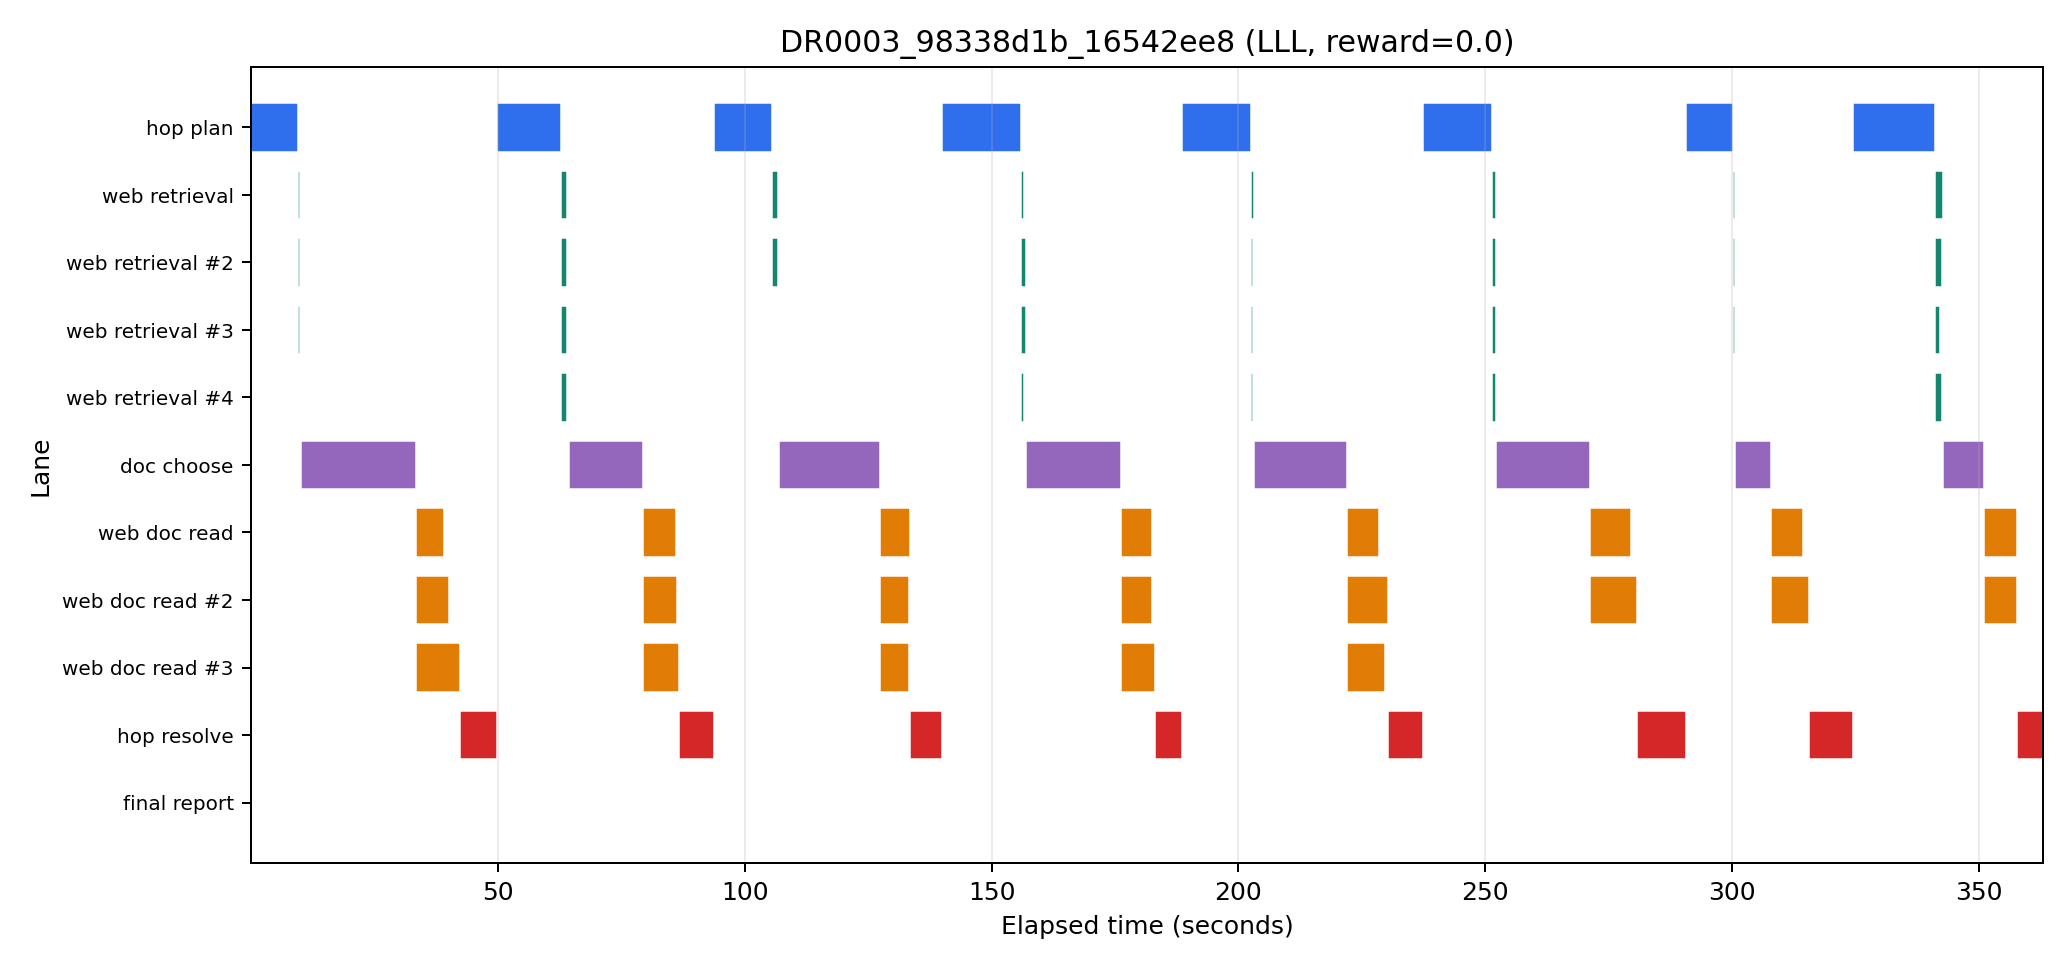 DR0003_98338d1b_16542ee8 (LLL, reward=0.0)
Lane
hop plan
web retrieval
web retrieval #2
web retrieval #3
web retrieval #4
doc choose
web doc read
web doc read #2
web doc read #3
hop resolve
final report
50 100 150 200 250 300 350
Elapsed time (seconds)